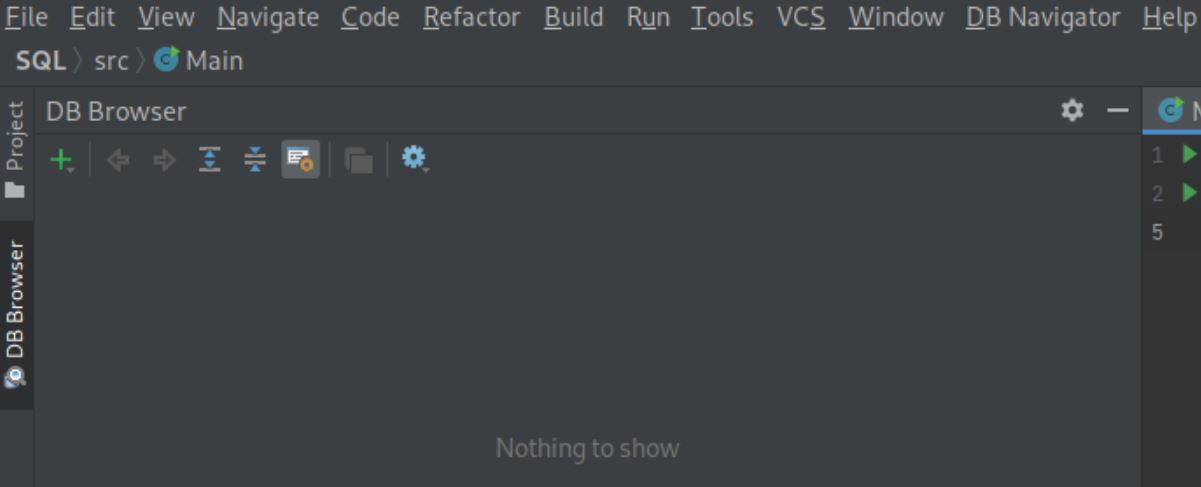 File Edit View Navigate Code Refactor Build Run Tools VCS Window DB Navigator Help
SQL 〉 src 〉 Main
Project
DB Browser
DB Browser
1
2
5
Nothing to show